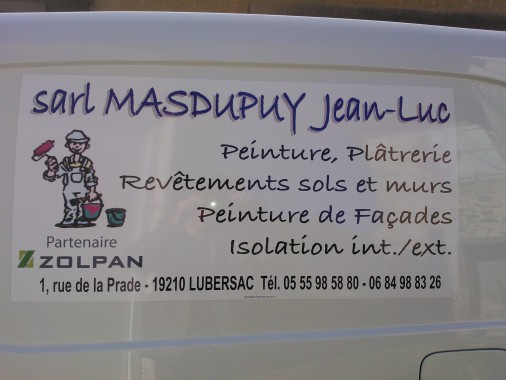 sarl MASDUPUY Jean-Luc
Peinture, Plâtrerie
Revêtements sols et murs
Peinture de Façades
Isolation int./ext.
Partenaire
ZOLPAN
1, rue de la Prade - 19210 LUBERSAC Tél. 05 55 98 58 80 - 06 84 98 83 26